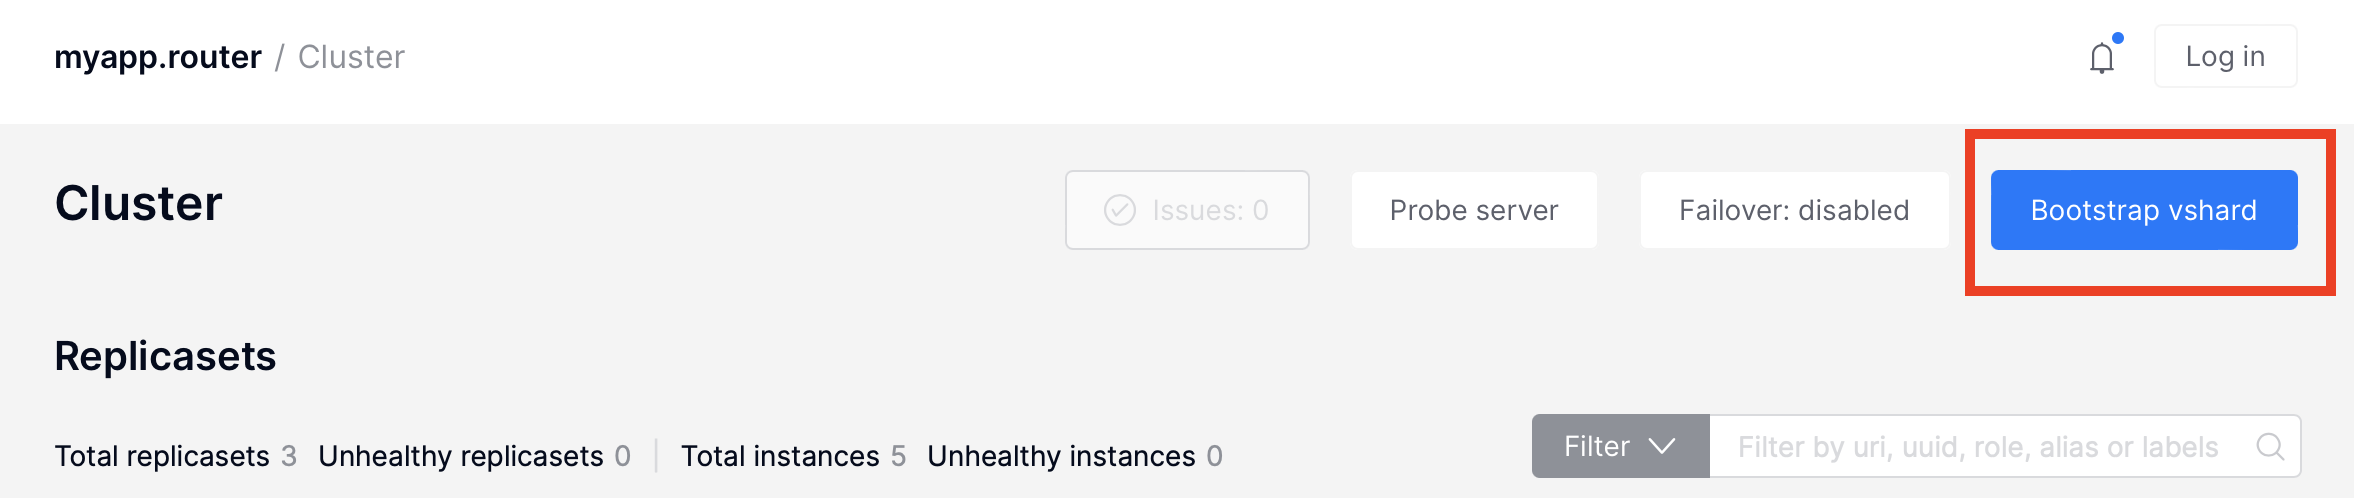 myapp.router / Cluster
Log in
Cluster
Issues: 0
Probe server
Failover: disabled
Bootstrap vshard
Replicasets
Total replicasets 3 Unhealthy replicasets 0 | Total instances 5 Unhealthy instances 0
Filter
Filter by uri, uuid, role, alias or labels